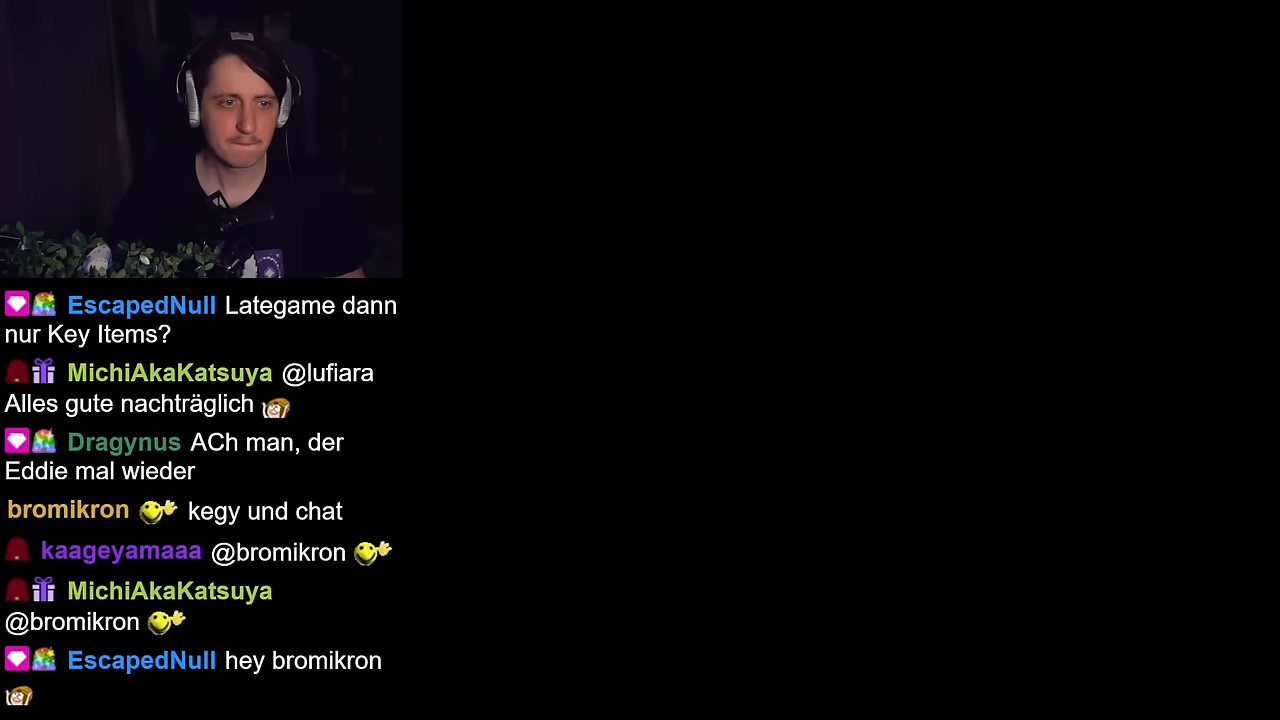 EscapedNull Lategame dann
nur Key Items?
MichiAkaKatsuya @lufiara
Alles gute nachträglich
Dragynus ACh man, der
Eddie mal wieder
bromikron kegy und chat
kaageyamaaa @bromikron
MichiAkaKatsuya
@bromikron
EscapedNull hey bromikron